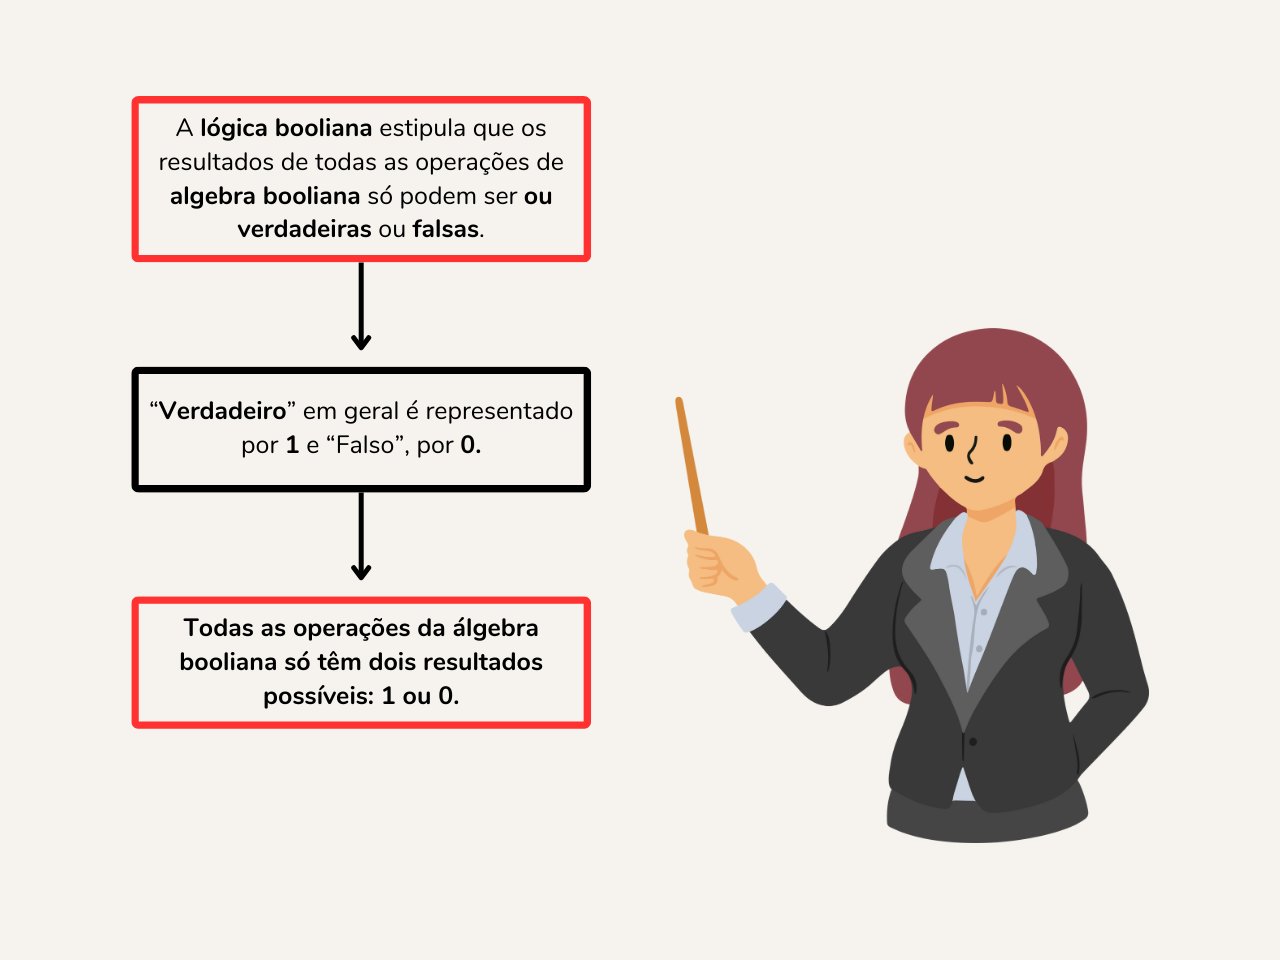 A lógica booliana estipula que os
resultados de todas as operações de
algebra booliana só podem ser ou
verdadeiras ou falsas.
“Verdadeiro” em geral é representado
por 1 e “Falso”, por 0.
Todas as operações da álgebra
booliana só têm dois resultados
possíveis: 1 ou 0.